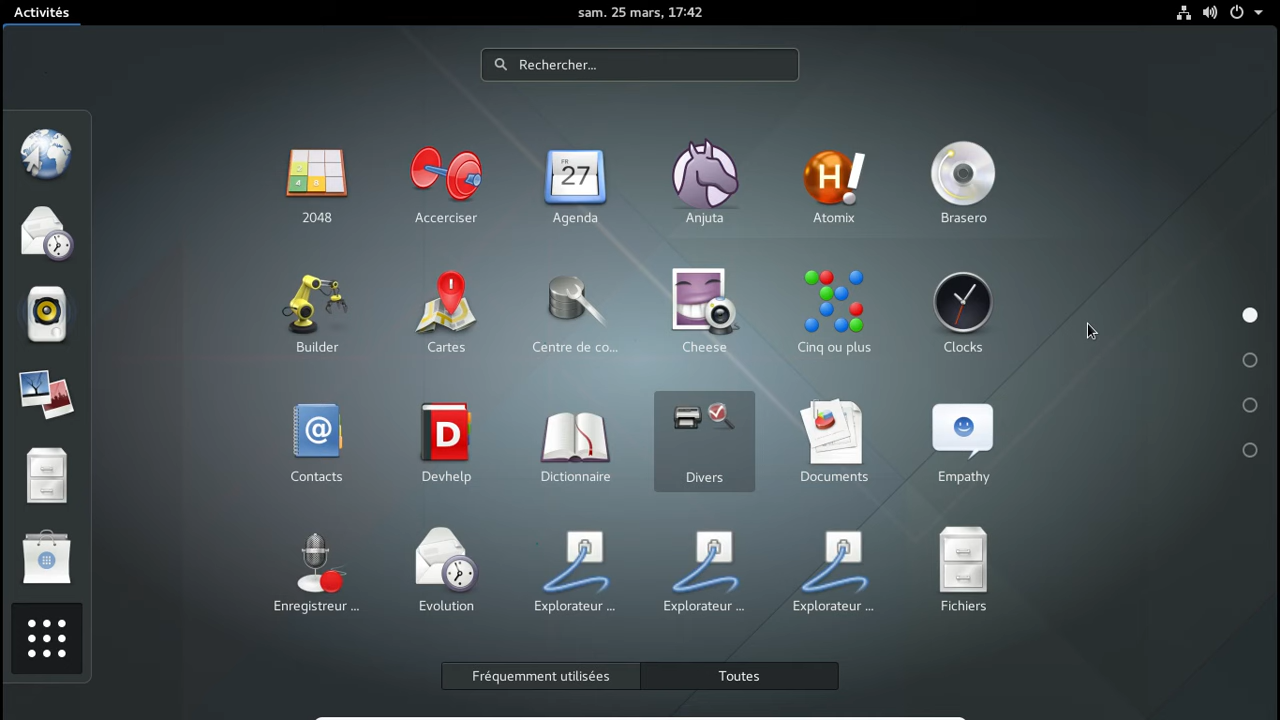 Activités
sam. 25 mars, 17:42
Rechercher...
FR
27
H!
2048
Accerciser
Agenda
Anjuta
Atomix
Brasero
Builder
Cartes
Centre de co...
Cheese
Cinq ou plus
Clocks
@
D
Contacts
Devhelp
Dictionnaire
Divers
Documents
Empathy
Enregistreur ...
Evolution
Explorateur ...
Explorateur ...
Explorateur ...
Fichiers
Fréquemment utilisées
Toutes